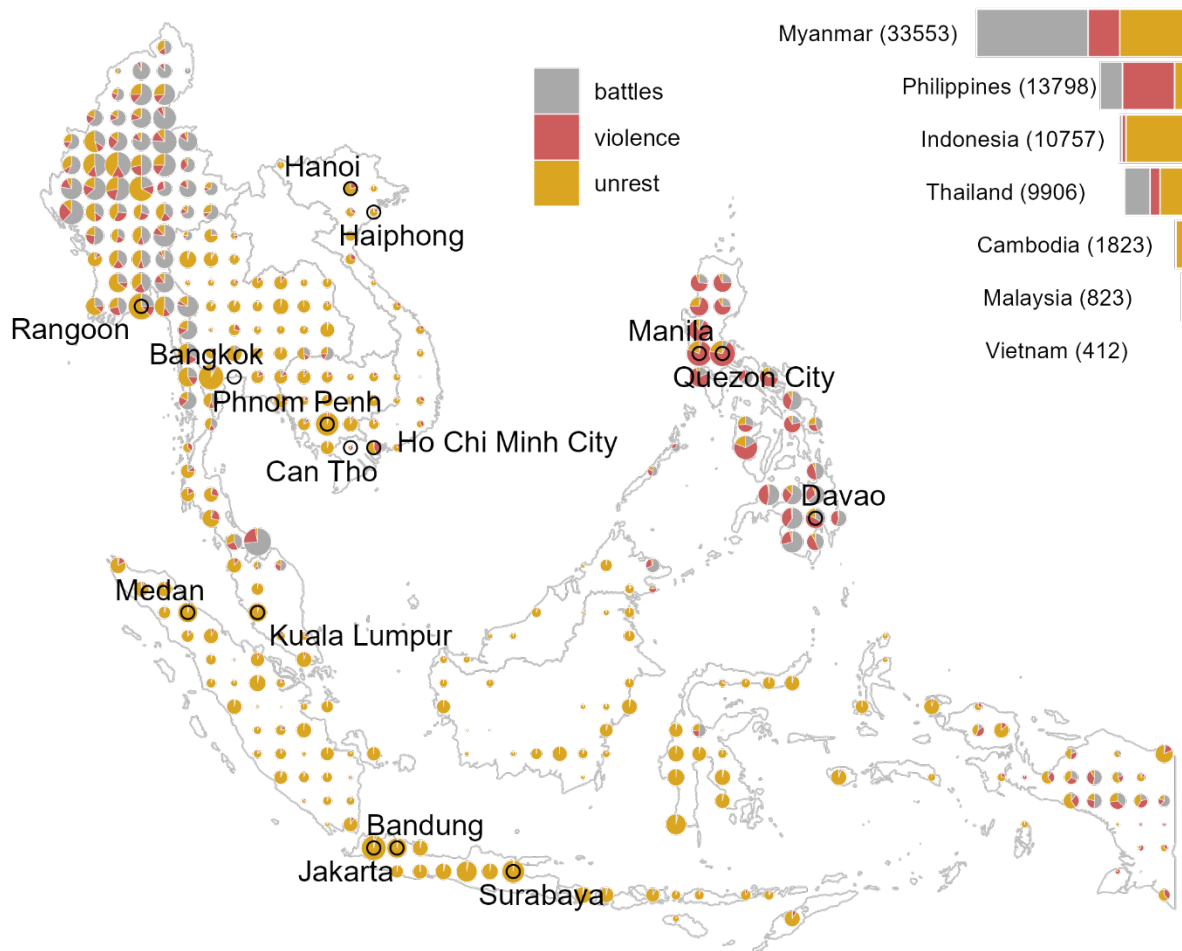 Myanmar (33553)
Philippines (13798)
Indonesia (10757)
Thailand (9906)
Cambodia (1823)
Malaysia (823)
Vietnam (412)
battles
violence
unrest
Hanoi
Haiphong
Rangoon
Bangkok
Phnom Penh
Ho Chi Minh City
Can Tho
Manila
Quezon City
Davao
Medan
Kuala Lumpur
Bandung
Jakarta
Surabaya